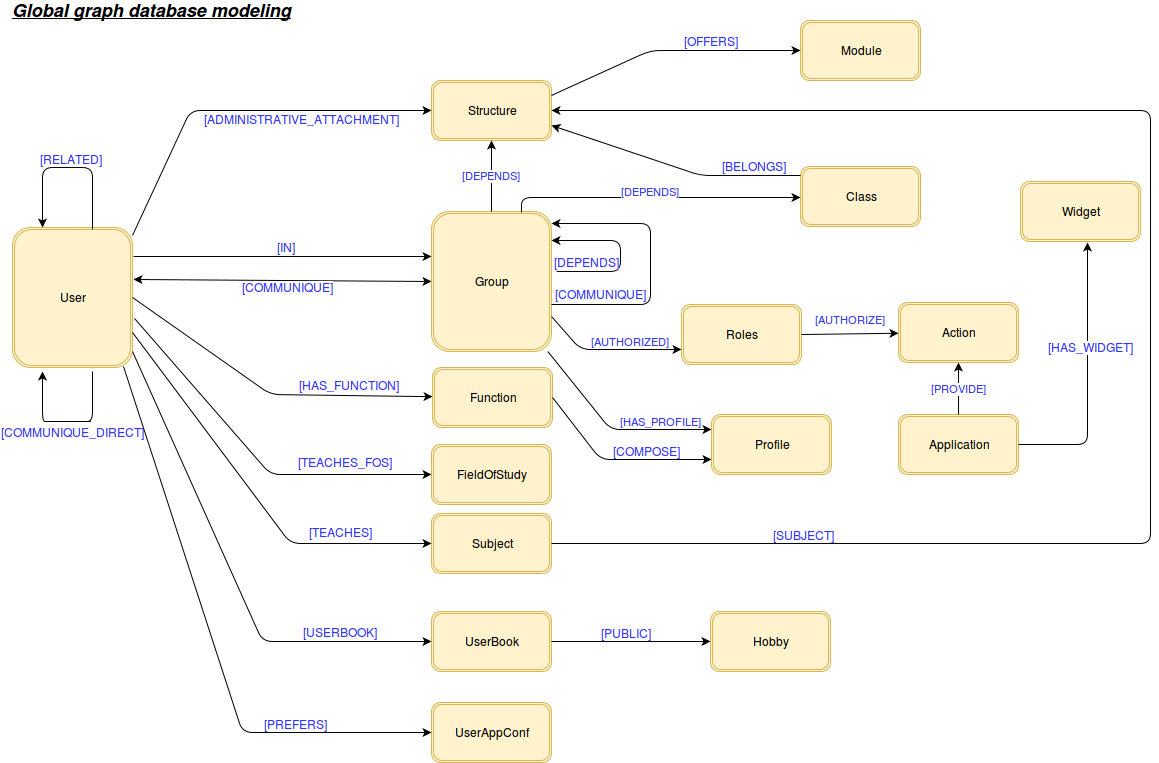 Global graph database modeling
[OFFERS]
Module
Structure
[ADMINISTRATIVE_ATTACHMENT]
[RELATED]
[BELONGS]
[DEPENDS]
[DEPENDS]
Class
Widget
[IN]
[DEPENDS]
Group
[COMMUNIQUE]
[COMMUNIQUE]
User
[AUTHORIZE]
Roles
Action
[AUTHORIZED]
[HAS_WIDGET]
[HAS_FUNCTION]
[PROVIDE]
Function
[HAS_PROFILE]
[COMMUNIQUE_DIRECT]
Profile
Application
[COMPOSE]
[TEACHES_FOS]
FieldOfStudy
[TEACHES]
[SUBJECT]
Subject
[USERBOOK]
[PUBLIC]
UserBook
Hobby
[PREFERS]
UserAppConf